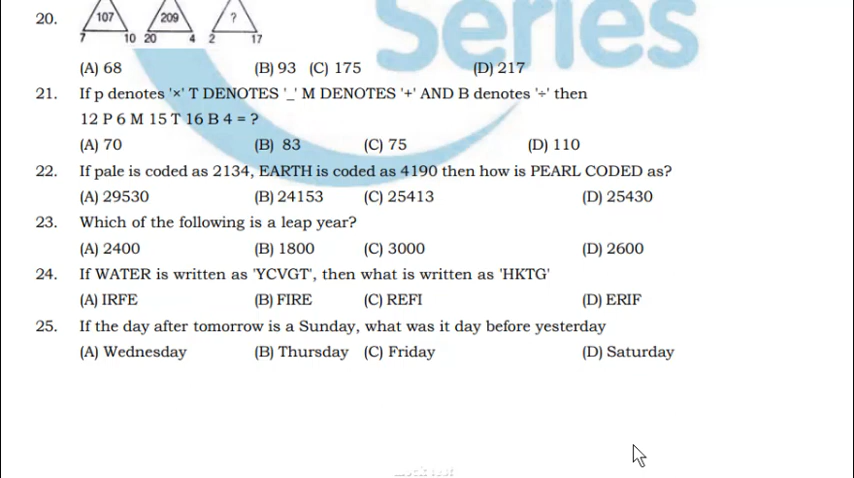 Series
20. 107 209 ?
7 10 20 4 2 17
(A) 68 (B) 93 (C) 175 (D) 217
21. If p denotes '×' T DENOTES '_' M DENOTES '+' AND B denotes '÷' then
12 P 6 M 15 T 16 B 4 = ?
(A) 70 (B) 83 (C) 75 (D) 110
22. If pale is coded as 2134, EARTH is coded as 4190 then how is PEARL CODED as?
(A) 29530 (B) 24153 (C) 25413 (D) 25430
23. Which of the following is a leap year?
(A) 2400 (B) 1800 (C) 3000 (D) 2600
24. If WATER is written as 'YCVGT', then what is written as 'HKTG'
(A) IRFE (B) FIRE (C) REFI (D) ERIF
25. If the day after tomorrow is a Sunday, what was it day before yesterday
(A) Wednesday (B) Thursday (C) Friday (D) Saturday